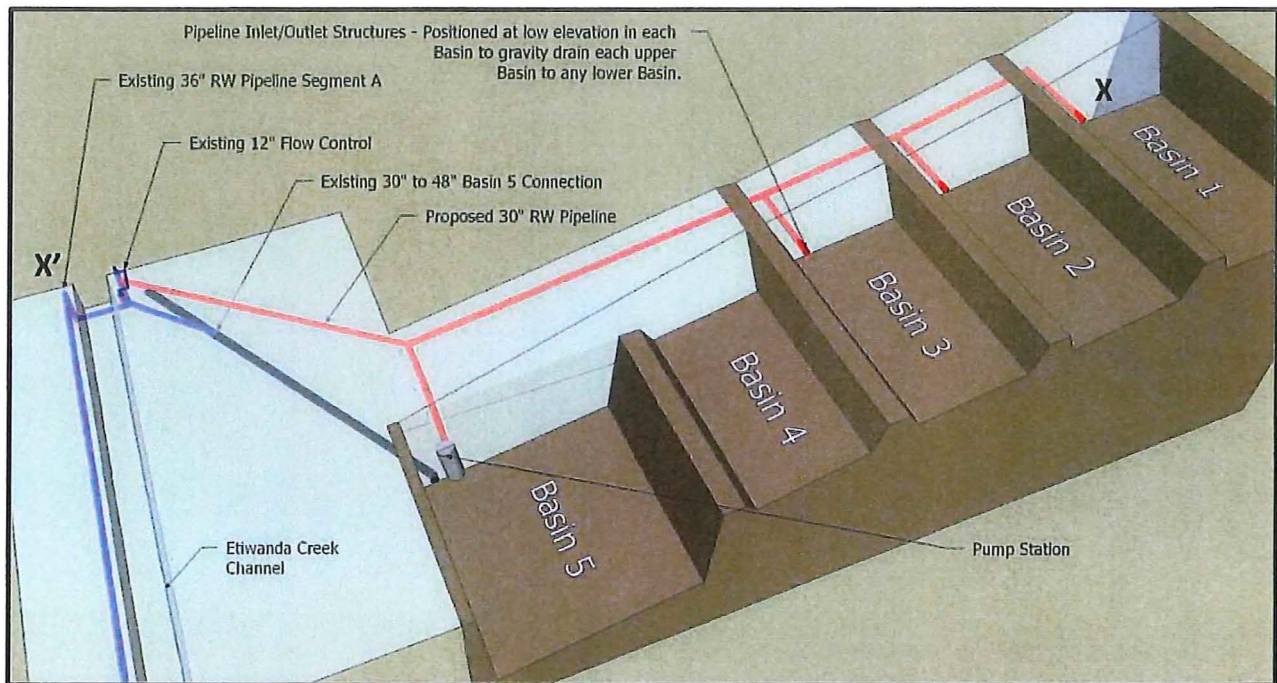 Pipeline Inlet/Outlet Structures - Positioned at low elevation in each
Basin to gravity drain each upper
Basin to any lower Basin.
Existing 36" RW Pipeline Segment A
Existing 12" Flow Control
Existing 30" to 48" Basin 5 Connection
Proposed 30" RW Pipeline
X
X'
Basin 1
Basin 2
Basin 3
Basin 4
Basin 5
Etiwanda Creek
Channel
Pump Station